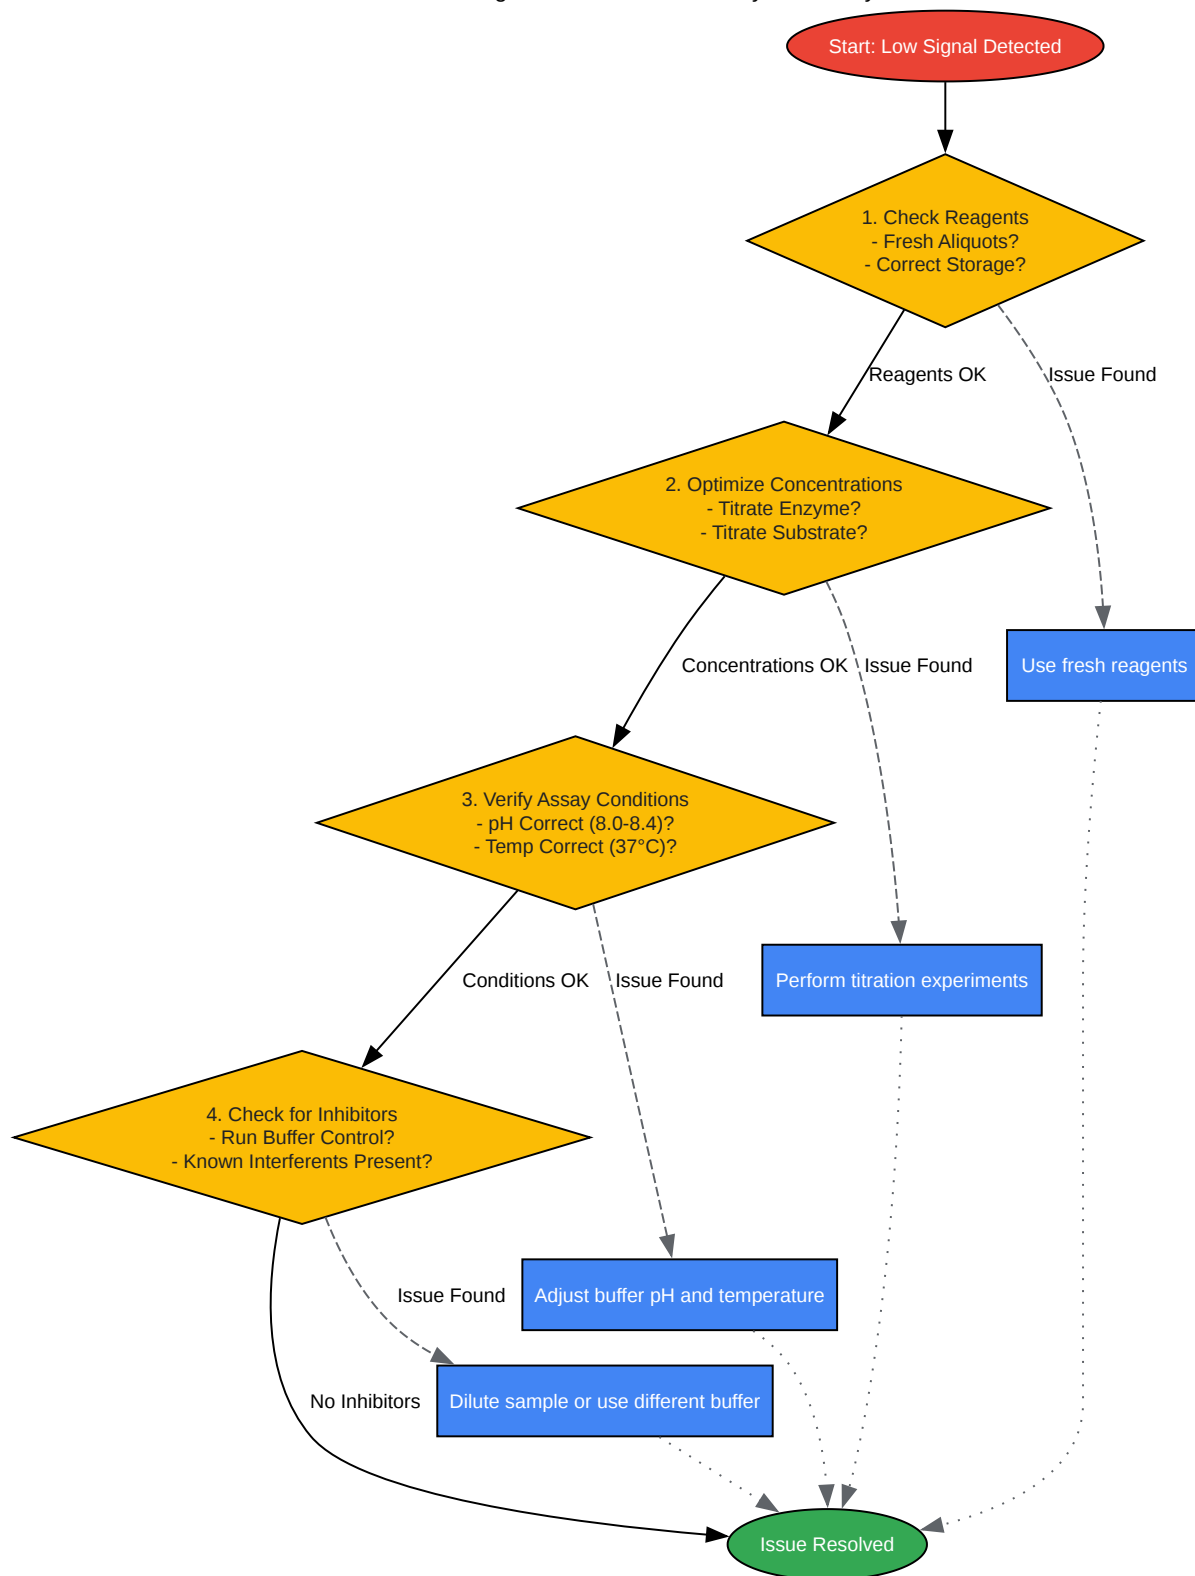 Start: Low Signal Detected
1. Check Reagents
- Fresh Aliquots?
- Correct Storage?
Reagents OK
Issue Found
2. Optimize Concentrations
- Titrate Enzyme?
- Titrate Substrate?
Concentrations OK
Issue Found
Use fresh reagents
3. Verify Assay Conditions
- pH Correct (8.0-8.4)?
- Temp Correct (37°C)?
Conditions OK
Issue Found
Perform titration experiments
4. Check for Inhibitors
- Run Buffer Control?
- Known Interferents Present?
Issue Found
Adjust buffer pH and temperature
No Inhibitors
Dilute sample or use different buffer
Issue Resolved